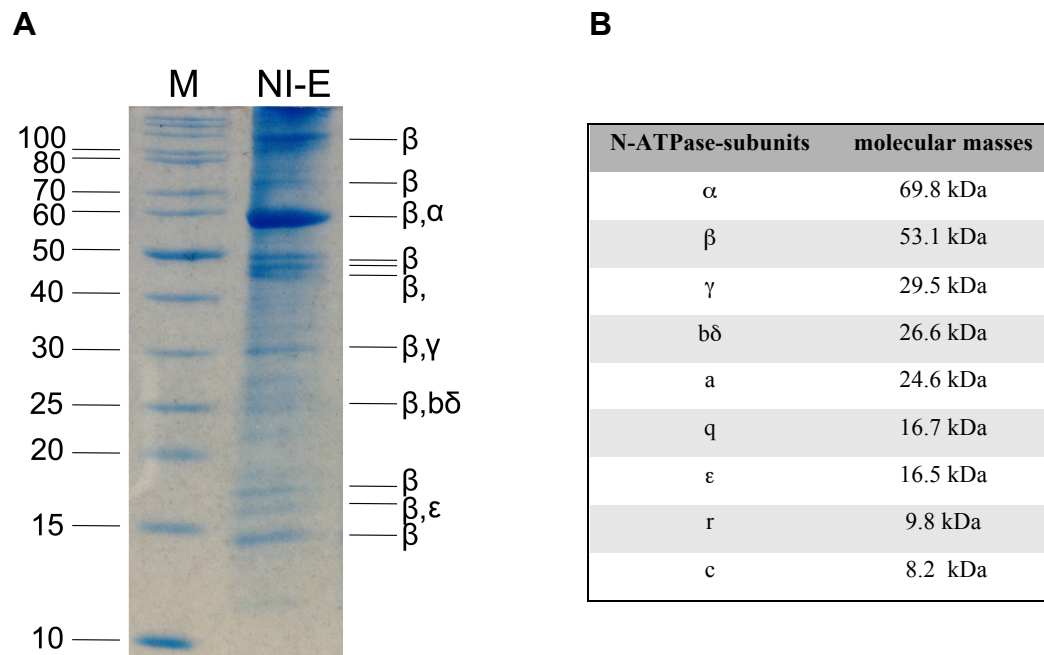 A
M NI-E
100
80
70
60
50
40
30
25
20
15
10
β
β
β,α
β
β,
β,γ
β,bδ
β
β,ε
β
B
N-ATPase-subunits molecular masses
α 69.8 kDa
β 53.1 kDa
γ 29.5 kDa
bδ 26.6 kDa
a 24.6 kDa
q 16.7 kDa
ε 16.5 kDa
r 9.8 kDa
c 8.2 kDa